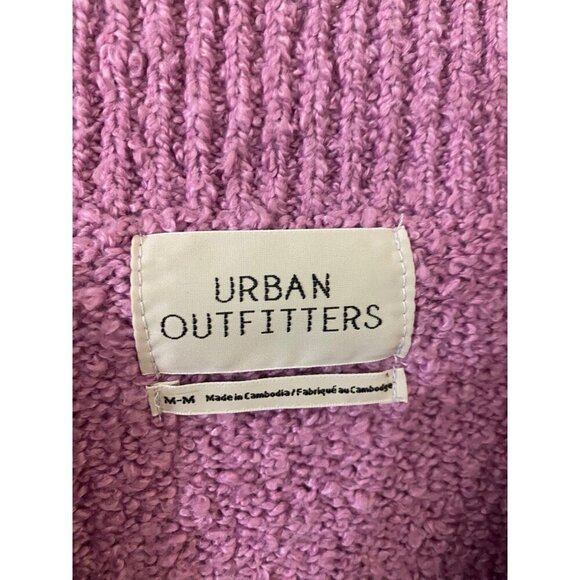 URBAN
OUTFITTERS
M-M Made in Cambodia / Fabriqué au Cambodge